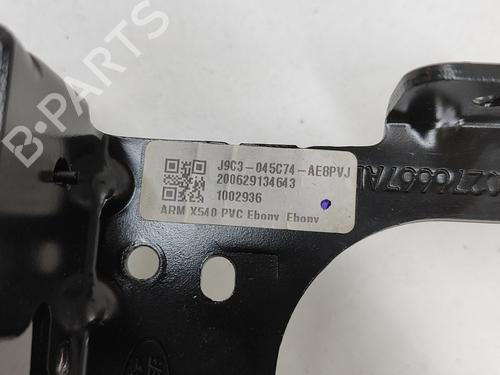 B-PARTS
J9C3-045C74-AE8PVJ
200629134643
1002936
ARM X540 PVC Ebony Ebony